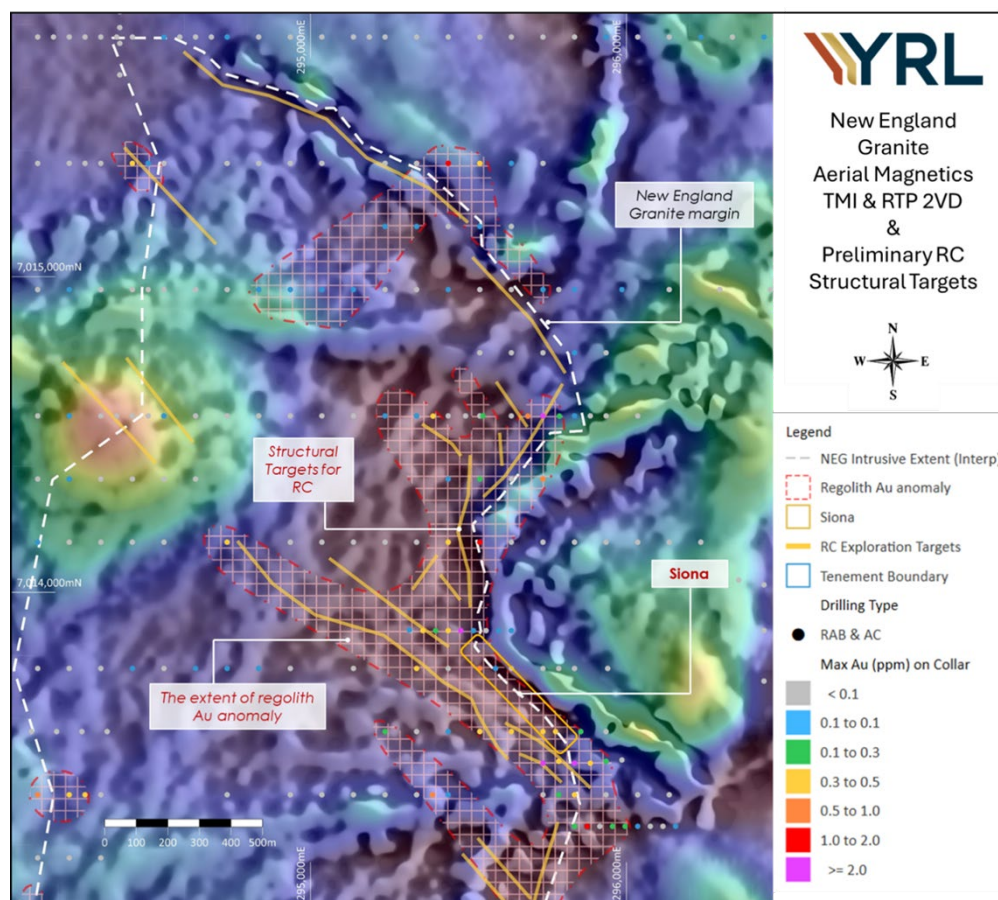 YRL
New England
Granite
Aerial Magnetics
TMI & RTP 2VD
&
Preliminary RC
Structural Targets
N
W E
S
295,000mE
296,000mE
New England
Granite margin
7,015,000mN
Structural
Targets for
RC
7,014,000mN
Siona
The extent of regolith
Au anomaly
0 100 200 300 400 500m
295,000mE
296,000mE
Legend
NEG Intrusive Extent (Interp)
Regolith Au anomaly
Siona
RC Exploration Targets
Tenement Boundary
Drilling Type
RAB & AC
Max Au (ppm) on Collar
< 0.1
0.1 to 0.1
0.1 to 0.3
0.3 to 0.5
0.5 to 1.0
1.0 to 2.0
>= 2.0